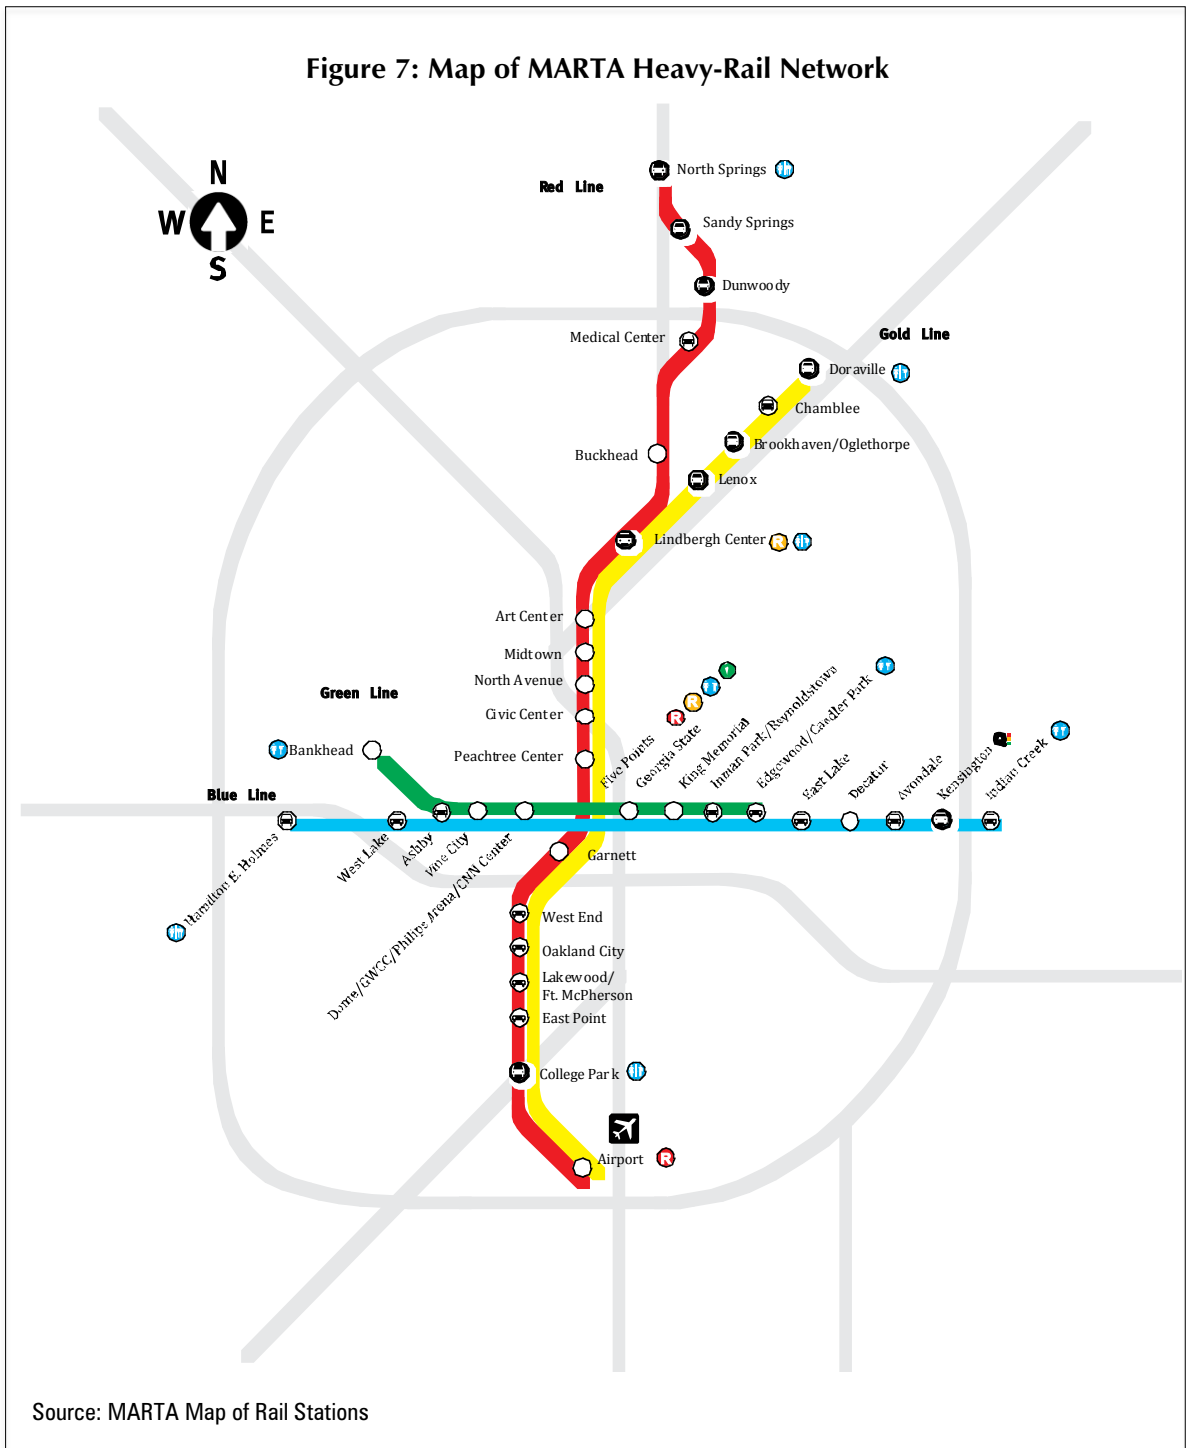 Figure 7: Map of MARTA Heavy-Rail Network
N
W E
S
Red Line
North Springs
Sandy Springs
Dunwoody
Medical Center
Gold Line
Doraville
Chamblee
Buckhead
Brookhaven/Oglethorpe
Lenox
Lindbergh Center
R
Art Center
Midtown
North Avenue
Civic Center
Peachtree Center
Green Line
Bankhead
Blue Line
R
R
Five Points
Georgia State
King Memorial
Inman Park/Reynoldstown
Edgewood/Candler Park
East Lake
Decatur
Avondale
Kensington
Indian Creek
Hamilton E. Holmes
West Lake
Ashby
Vine City
Dome/GWCC/Philips Arena/CNN Center
Garnett
West End
Oakland City
Lakewood/
Ft. McPherson
East Point
College Park
Airport
R
Source: MARTA Map of Rail Stations